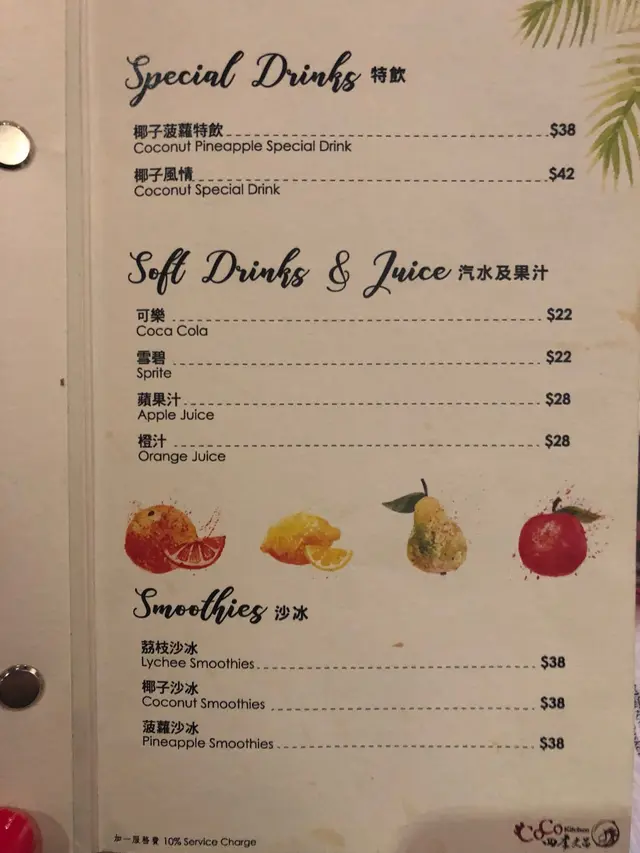 Special Drinks 特飲
椰子菠蘿特飲 $38
Coconut Pineapple Special Drink
椰子風情 $42
Coconut Special Drink
Soft Drinks & Juice 汽水及果汁
可樂 $22
Coca Cola
雪碧 $22
Sprite
蘋果汁 $28
Apple Juice
橙汁 $28
Orange Juice
Smoothies 沙冰
荔枝沙冰
Lychee Smoothies $38
椰子沙冰
Coconut Smoothies $38
菠蘿沙冰
Pineapple Smoothies $38
加一服務費 10% Service Charge
CoCo Kitchen